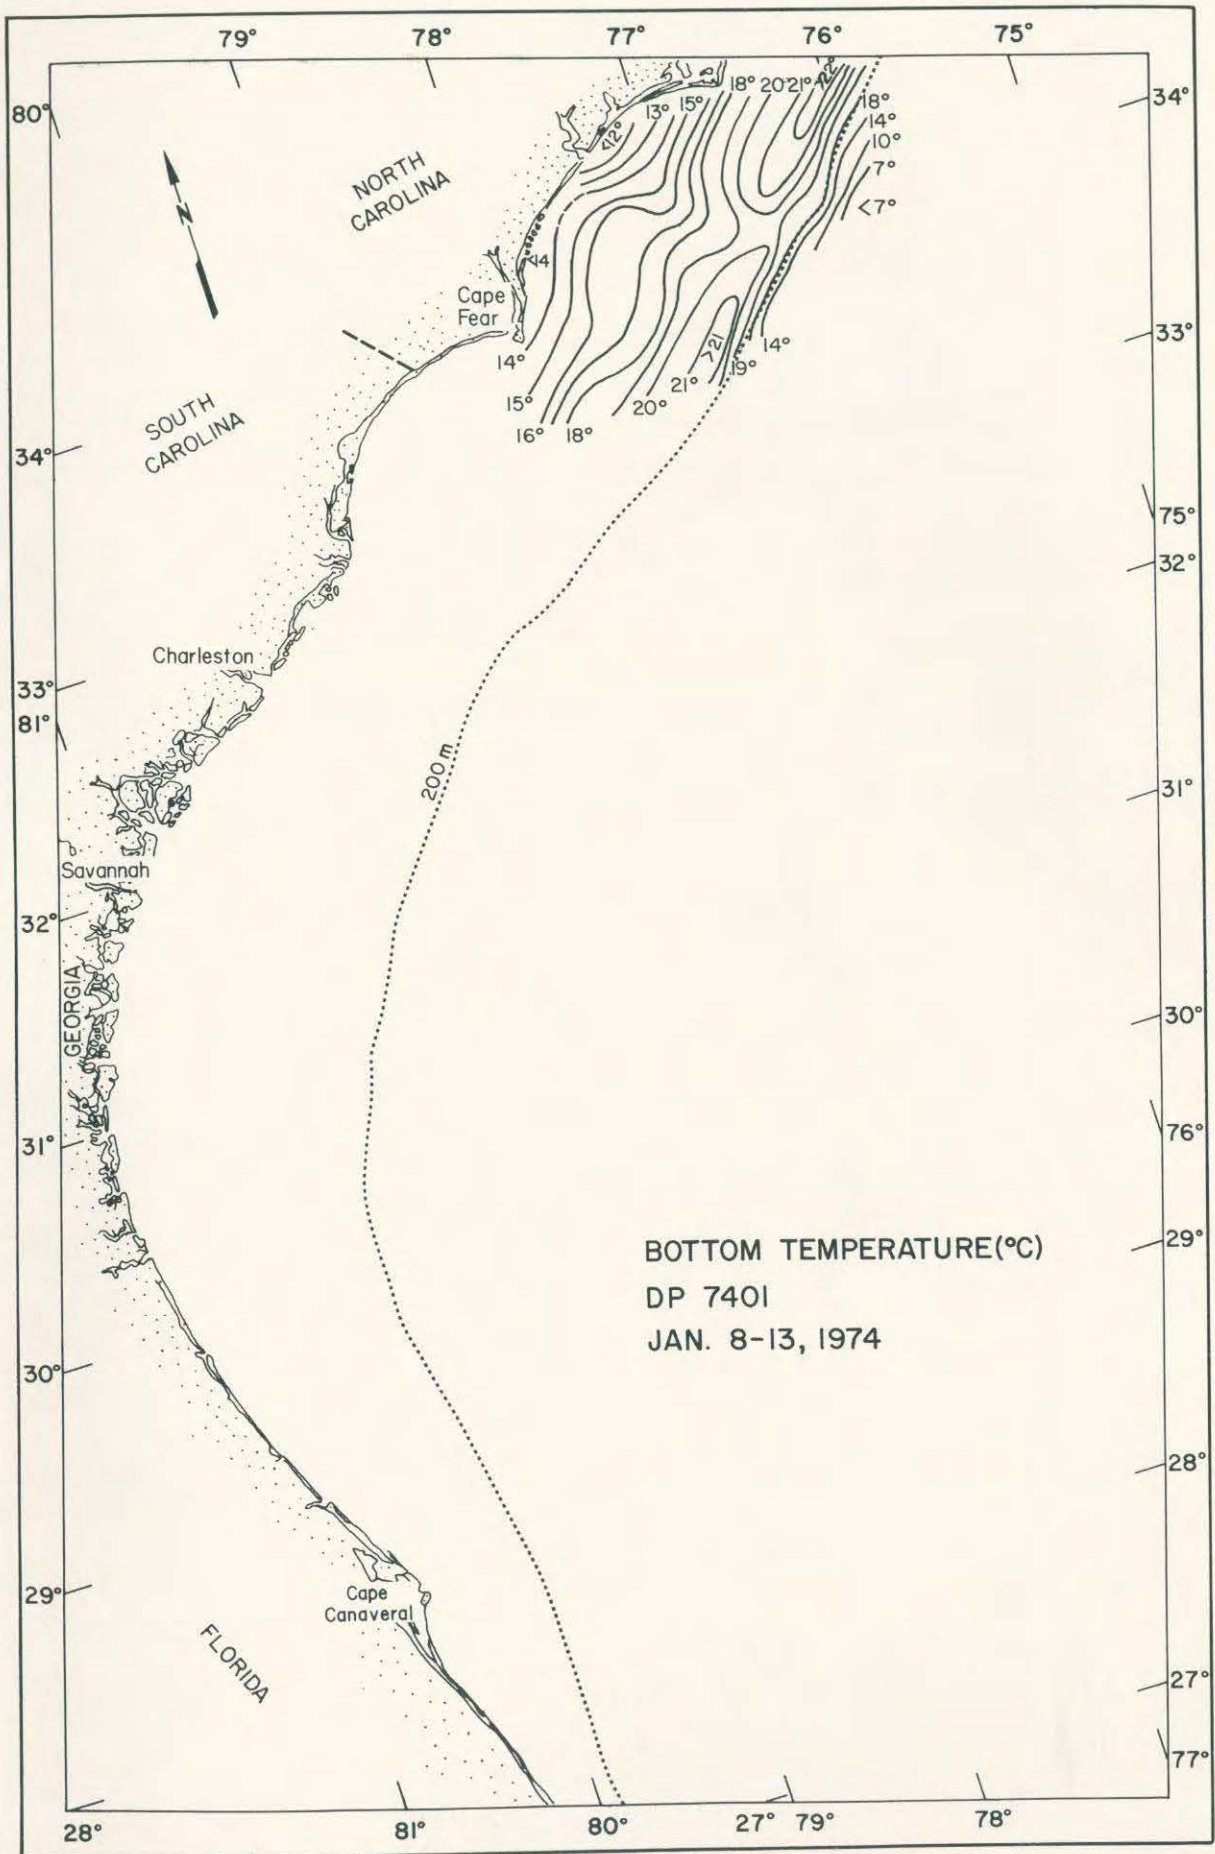 79° 78° 77° 76° 75°
80°
18° 20° 21° 22°
34°
13° 15°
18°
<12°
14°
10°
7°
<7°
NORTH
CAROLINA
N
<14
Cape
Fear
33°
14°
>21
14°
19°
21°
15°
20°
16° 18°
SOUTH
CAROLINA
34°
75°
32°
Charleston
33°
81°
200 m
31°
Savannah
32°
GEORGIA
30°
31°
76°
29°
BOTTOM TEMPERATURE(°C)
DP 7401
JAN. 8-13, 1974
30°
28°
29°
Cape
Canaveral
FLORIDA
27°
77°
28° 81° 80° 27° 79° 78°